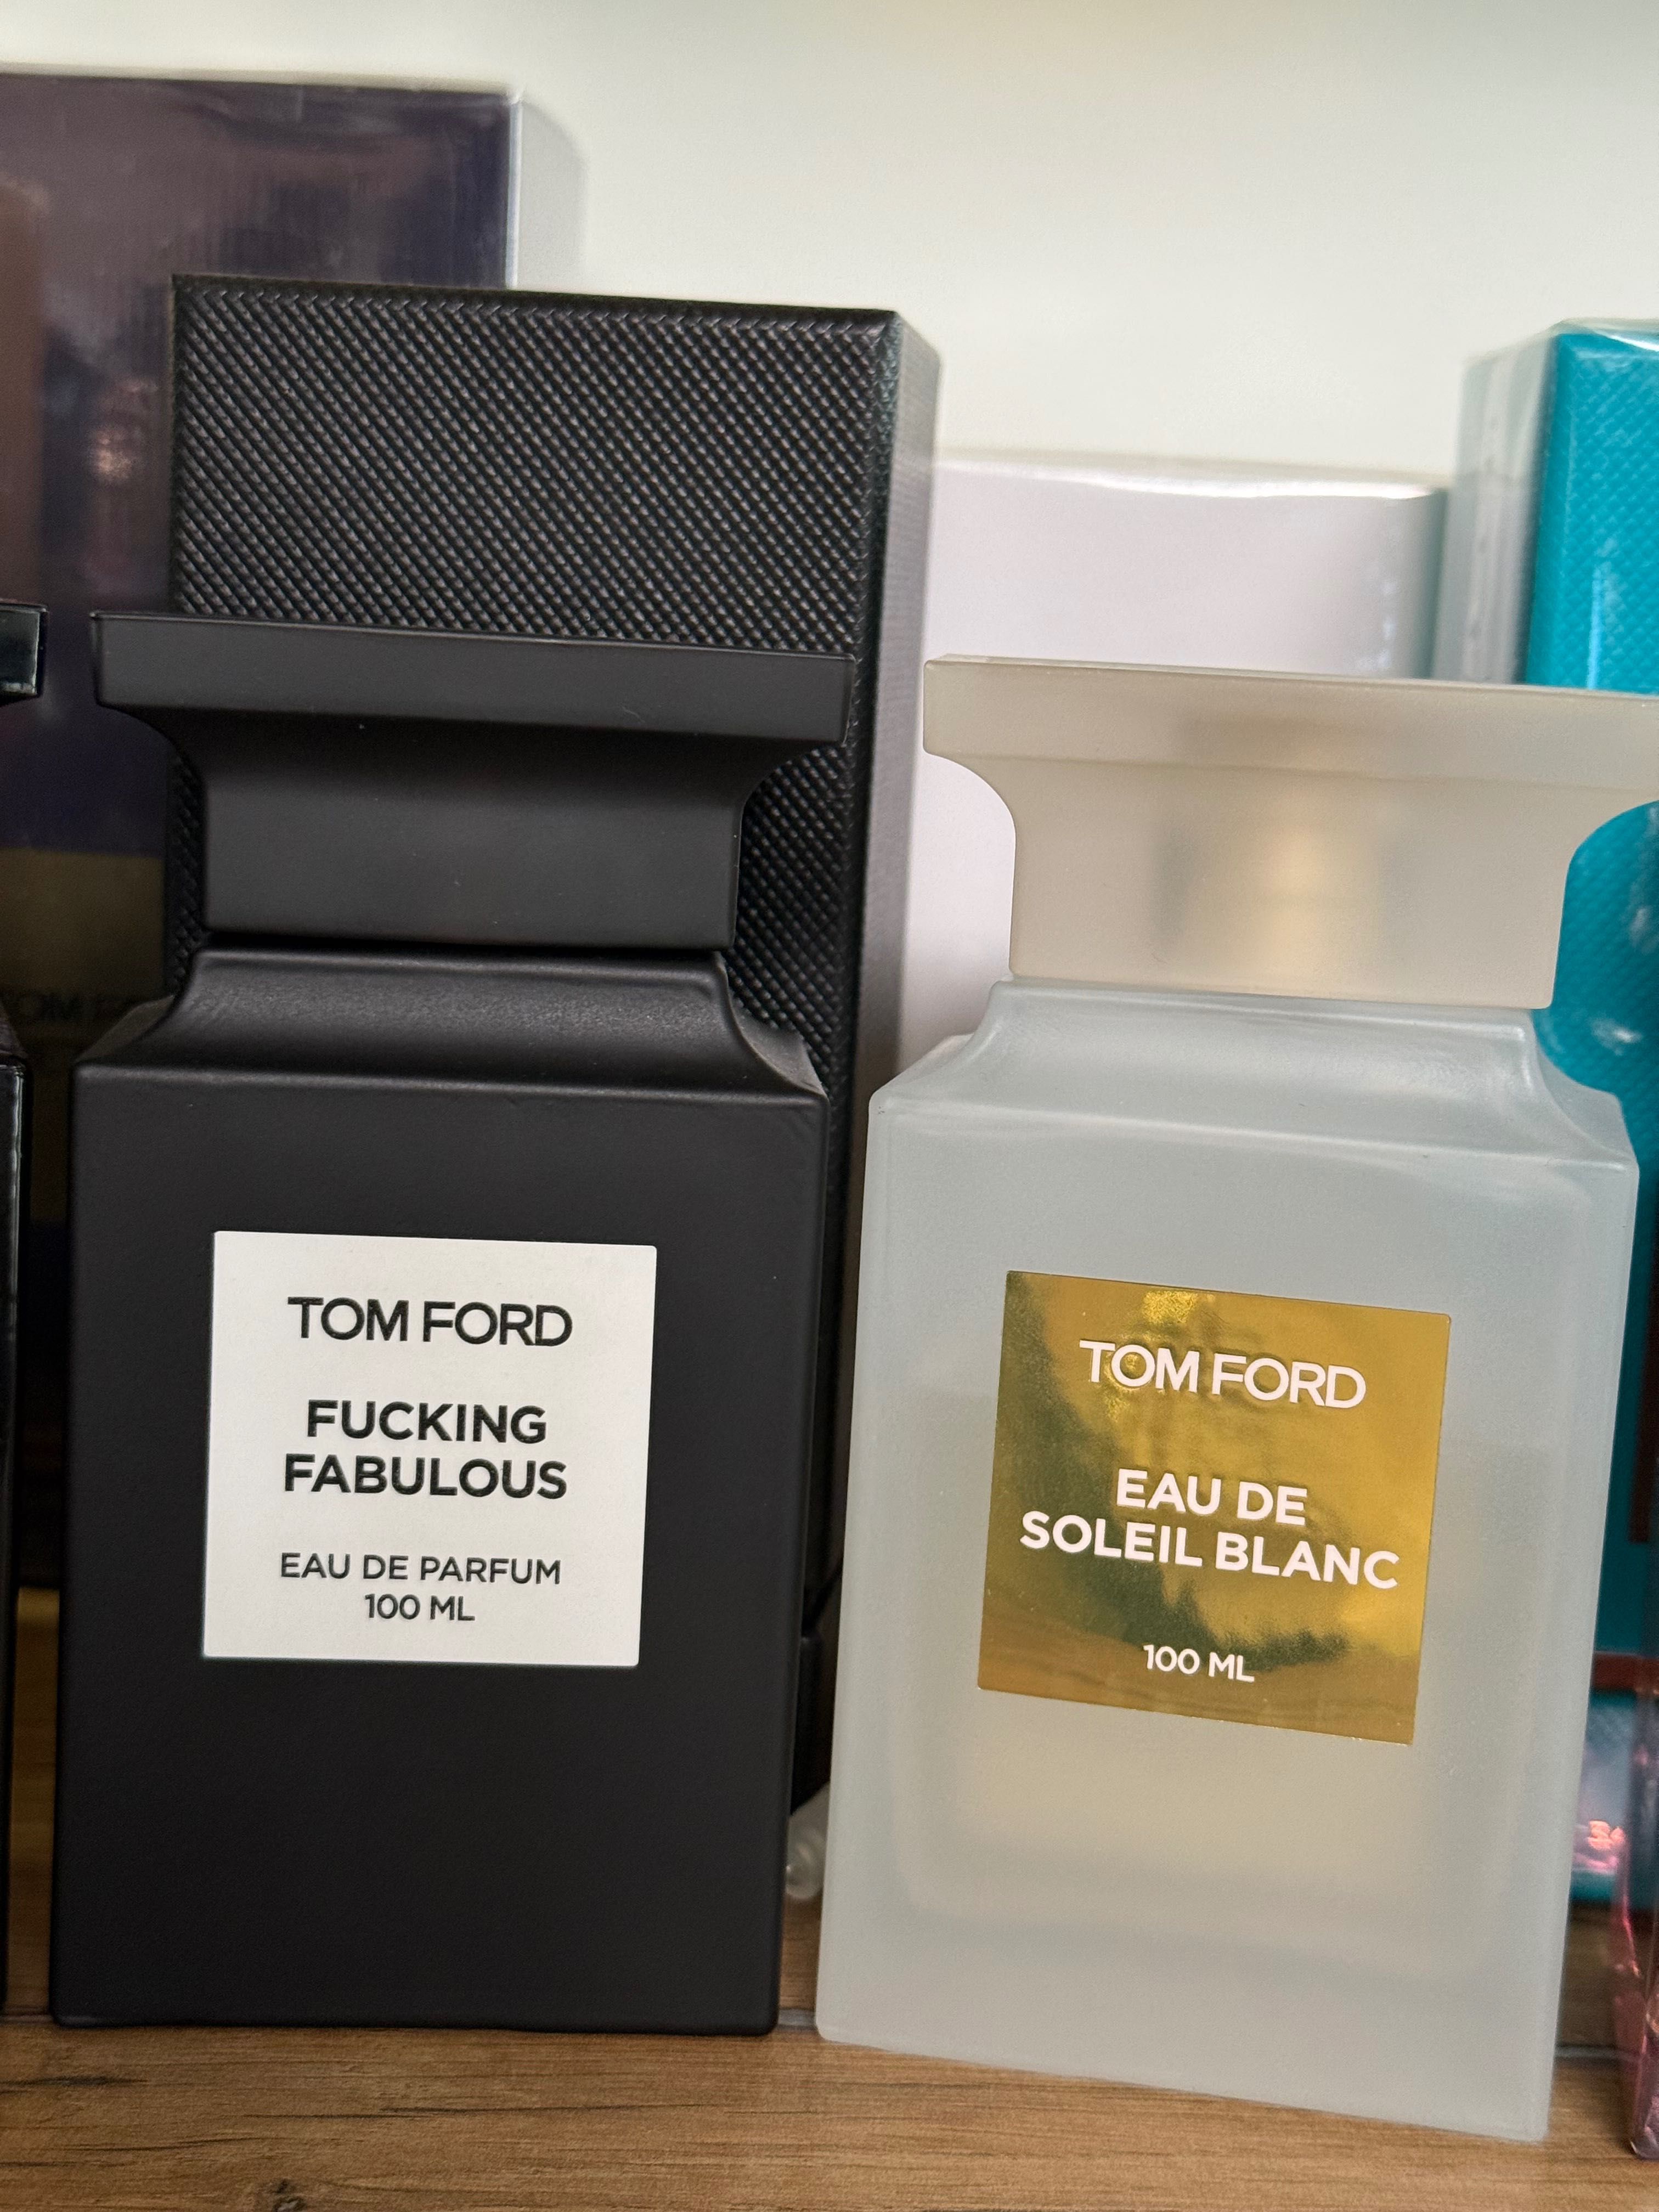 TOM FORD
FUCKING
FABULOUS
EAU DE PARFUM
100 ML
TOM FORD
EAU DE
SOLEIL BLANC
100 ML